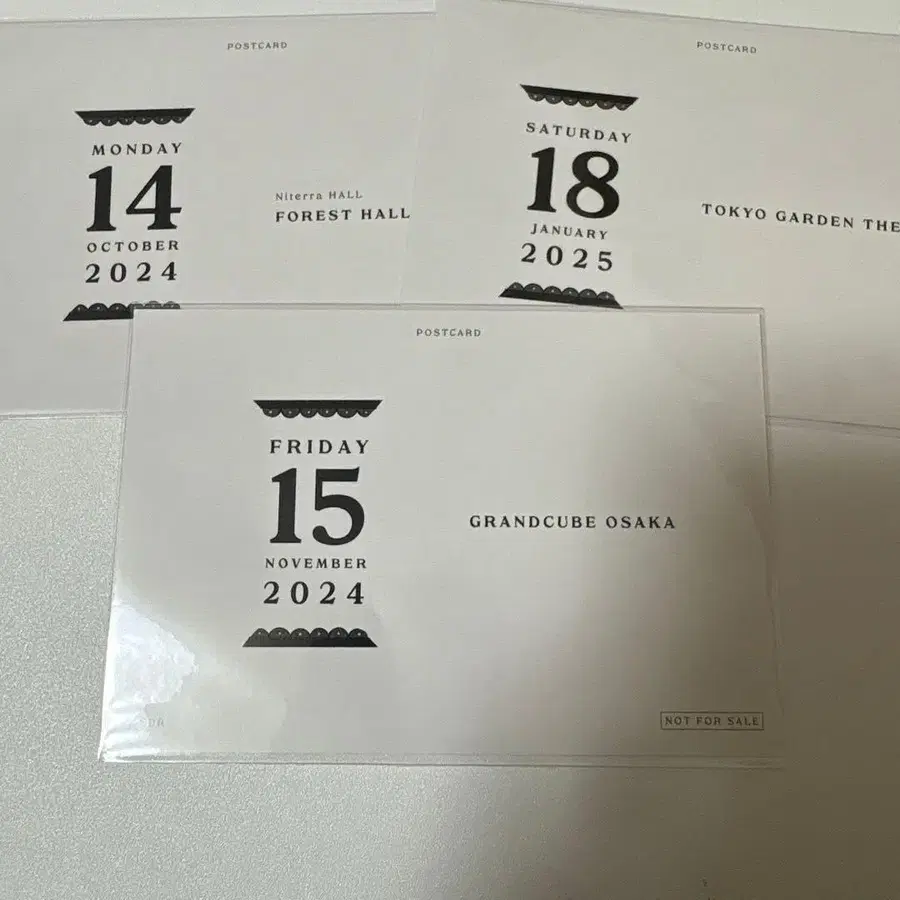 POSTCARD
MONDAY
14
OCTOBER
2024
Niterra HALL
FOREST HALL
POSTCARD
SATURDAY
18
JANUARY
2025
TOKYO GARDEN THE
POSTCARD
FRIDAY
15
NOVEMBER
2024
GRANDCUBE OSAKA
NOT FOR SALE